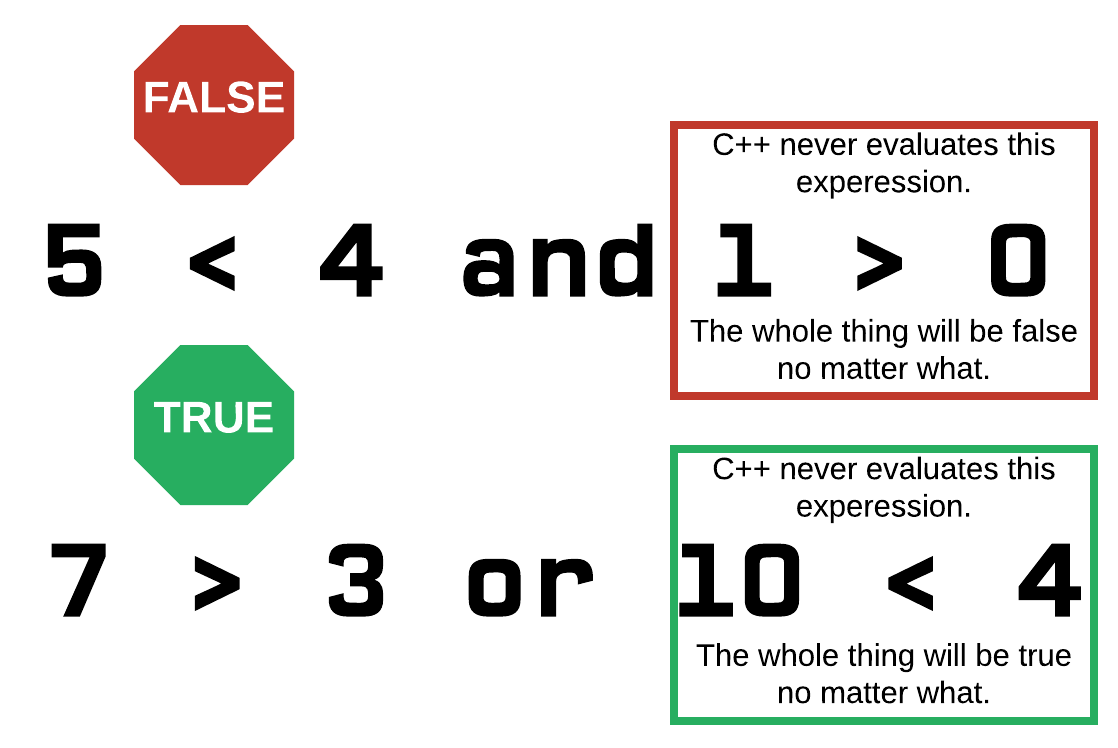 FALSE
C++ never evaluates this
experession.
5 < 4 and 1 > 0
The whole thing will be false
no matter what.
TRUE
C++ never evaluates this
experession.
7 > 3 or 10 < 4
The whole thing will be true
no matter what.